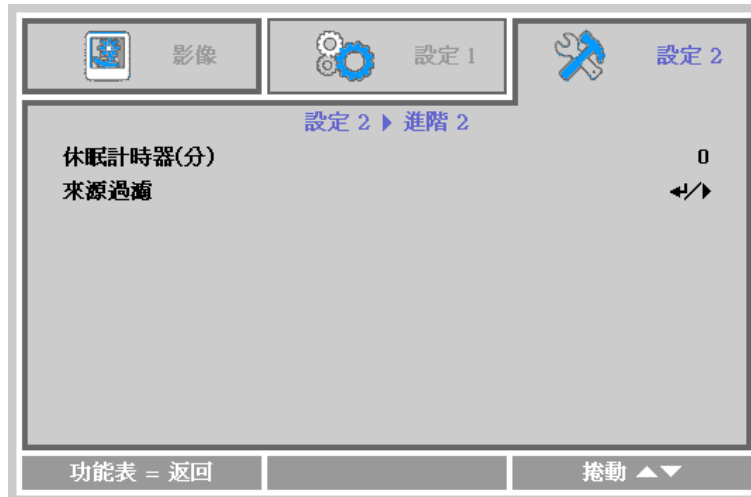 影像
設定 1
設定 2
設定 2 ▶ 進階 2
休眠計時器(分) 0
來源過濾 ↵/▶
功能表 = 返回
捲動 ▲▼